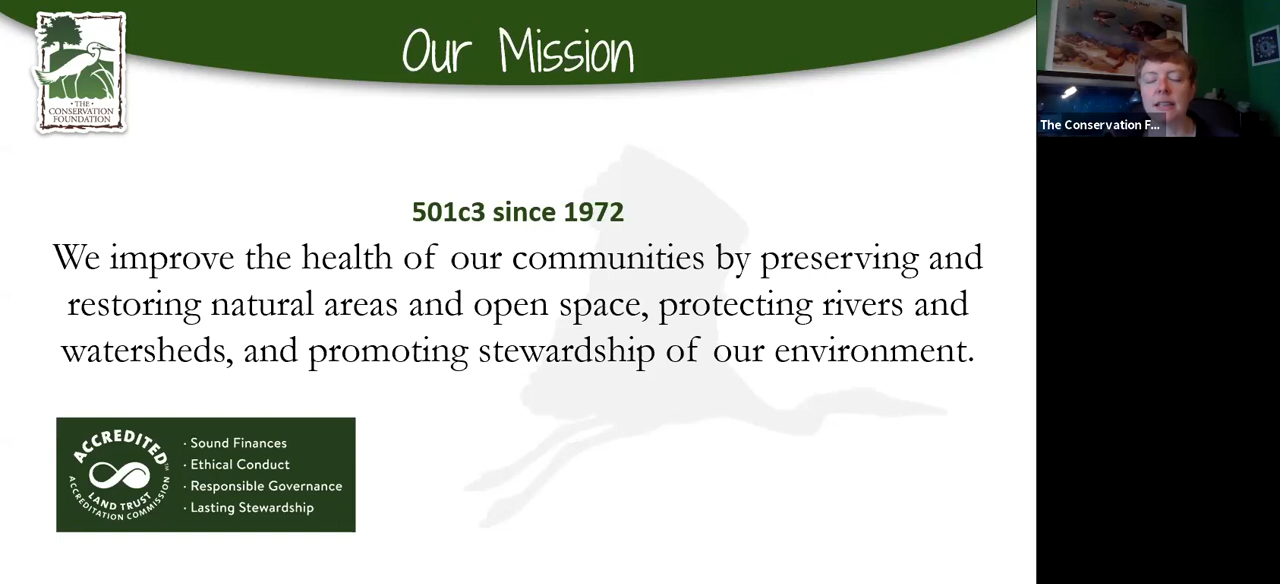 Our Mission
THE
CONSERVATION
FOUNDATION
The Conservation F...
501c3 since 1972
We improve the health of our communities by preserving and
restoring natural areas and open space, protecting rivers and
watersheds, and promoting stewardship of our environment.
ACCREDITED
LAND TRUST
ACCREDITATION COMMISSION
· Sound Finances
· Ethical Conduct
· Responsible Governance
· Lasting Stewardship